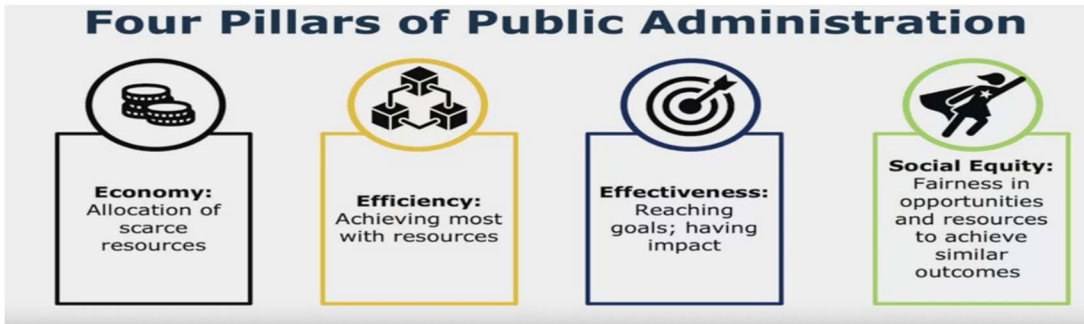 Four Pillars of Public Administration
Economy:
Allocation of
scarce
resources
Efficiency:
Achieving most
with resources
Effectiveness:
Reaching
goals; having
impact
Social Equity:
Fairness in
opportunities
and resources
to achieve
similar
outcomes